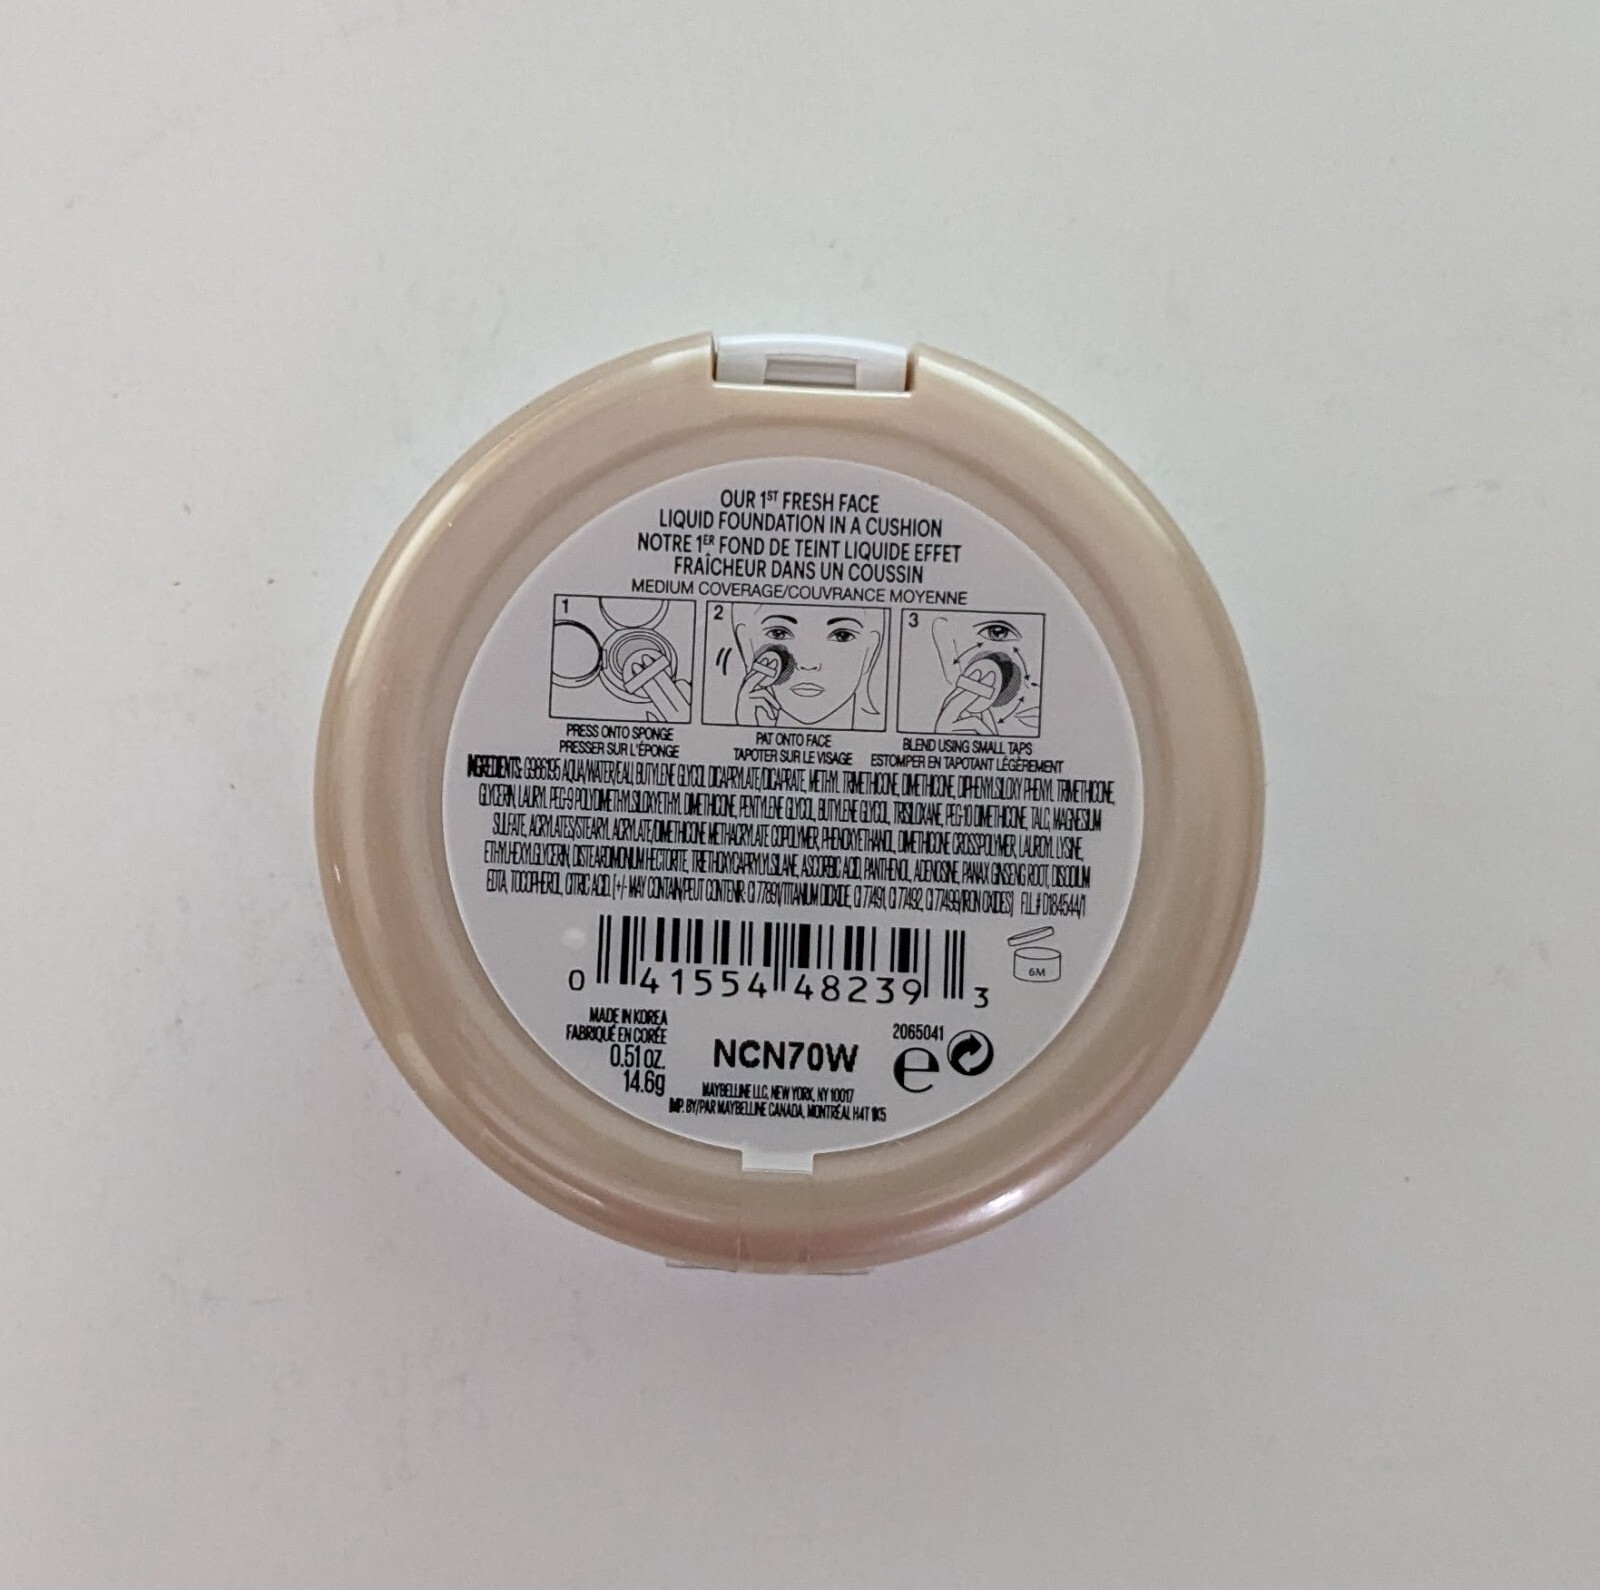 OUR 1ST FRESH FACE
LIQUID FOUNDATION IN A CUSHION
NOTRE 1ER FOND DE TEINT LIQUIDE EFFET
FRAÎCHEUR DANS UN COUSSIN
MEDIUM COVERAGE/COUVRANCE MOYENNE
1 2 3
PRESS ONTO SPONGE
PRESSER SUR L'ÉPONGE
PAT ONTO FACE
TAPOTER SUR LE VISAGE
BLEND USING SMALL TAPS
ESTOMPER EN TAPOTANT LÉGÈREMENT
INGREDIENTS: G986195 AQUA/WATER/EAU, BUTYLENE GLYCOL DICAPRYLATE/DICAPRATE, METHYL TRIMETHICONE, DIMETHICONE, DIPHENYLSILOXY PHENYL TRIMETHICONE,
GLYCERIN, LAURYL PEG-9 POLYDIMETHYLSILOXYETHYL DIMETHICONE, PENTYLENE GLYCOL, BUTYLENE GLYCOL, TRISILOXANE, PEG-10 DIMETHICONE, TALC, MAGNESIUM
SULFATE, ACRYLATES/STEARYL ACRYLATE/DIMETHICONE METHACRYLATE COPOLYMER, PHENOXYETHANOL, DIMETHICONE CROSSPOLYMER, LAUROYL LYSINE,
ETHYLHEXYLGLYCERIN, DISTEARDIMONIUM HECTORITE, TRIETHOXYCAPRYLYLSILANE, ASCORBIC ACID, PANTHENOL, ADENOSINE, PANAX GINSENG ROOT, DISODIUM
EDTA, TOCOPHEROL, CITRIC ACID, [+/- MAY CONTAIN/PEUT CONTENIR: CI 77891/TITANIUM DIOXIDE, CI 77491, CI 77492, CI 77499/IRON OXIDES] F.I.L.# D184544/1
0 41554 48239 3
6M
MADE IN KOREA
FABRIQUÉ EN CORÉE
0.51 oz.
14.6g
NCN70W
2065041
e
MAYBELLINE LLC, NEW YORK, NY 10017
IMP. BY/PAR MAYBELLINE CANADA, MONTRÉAL H4T 1K5